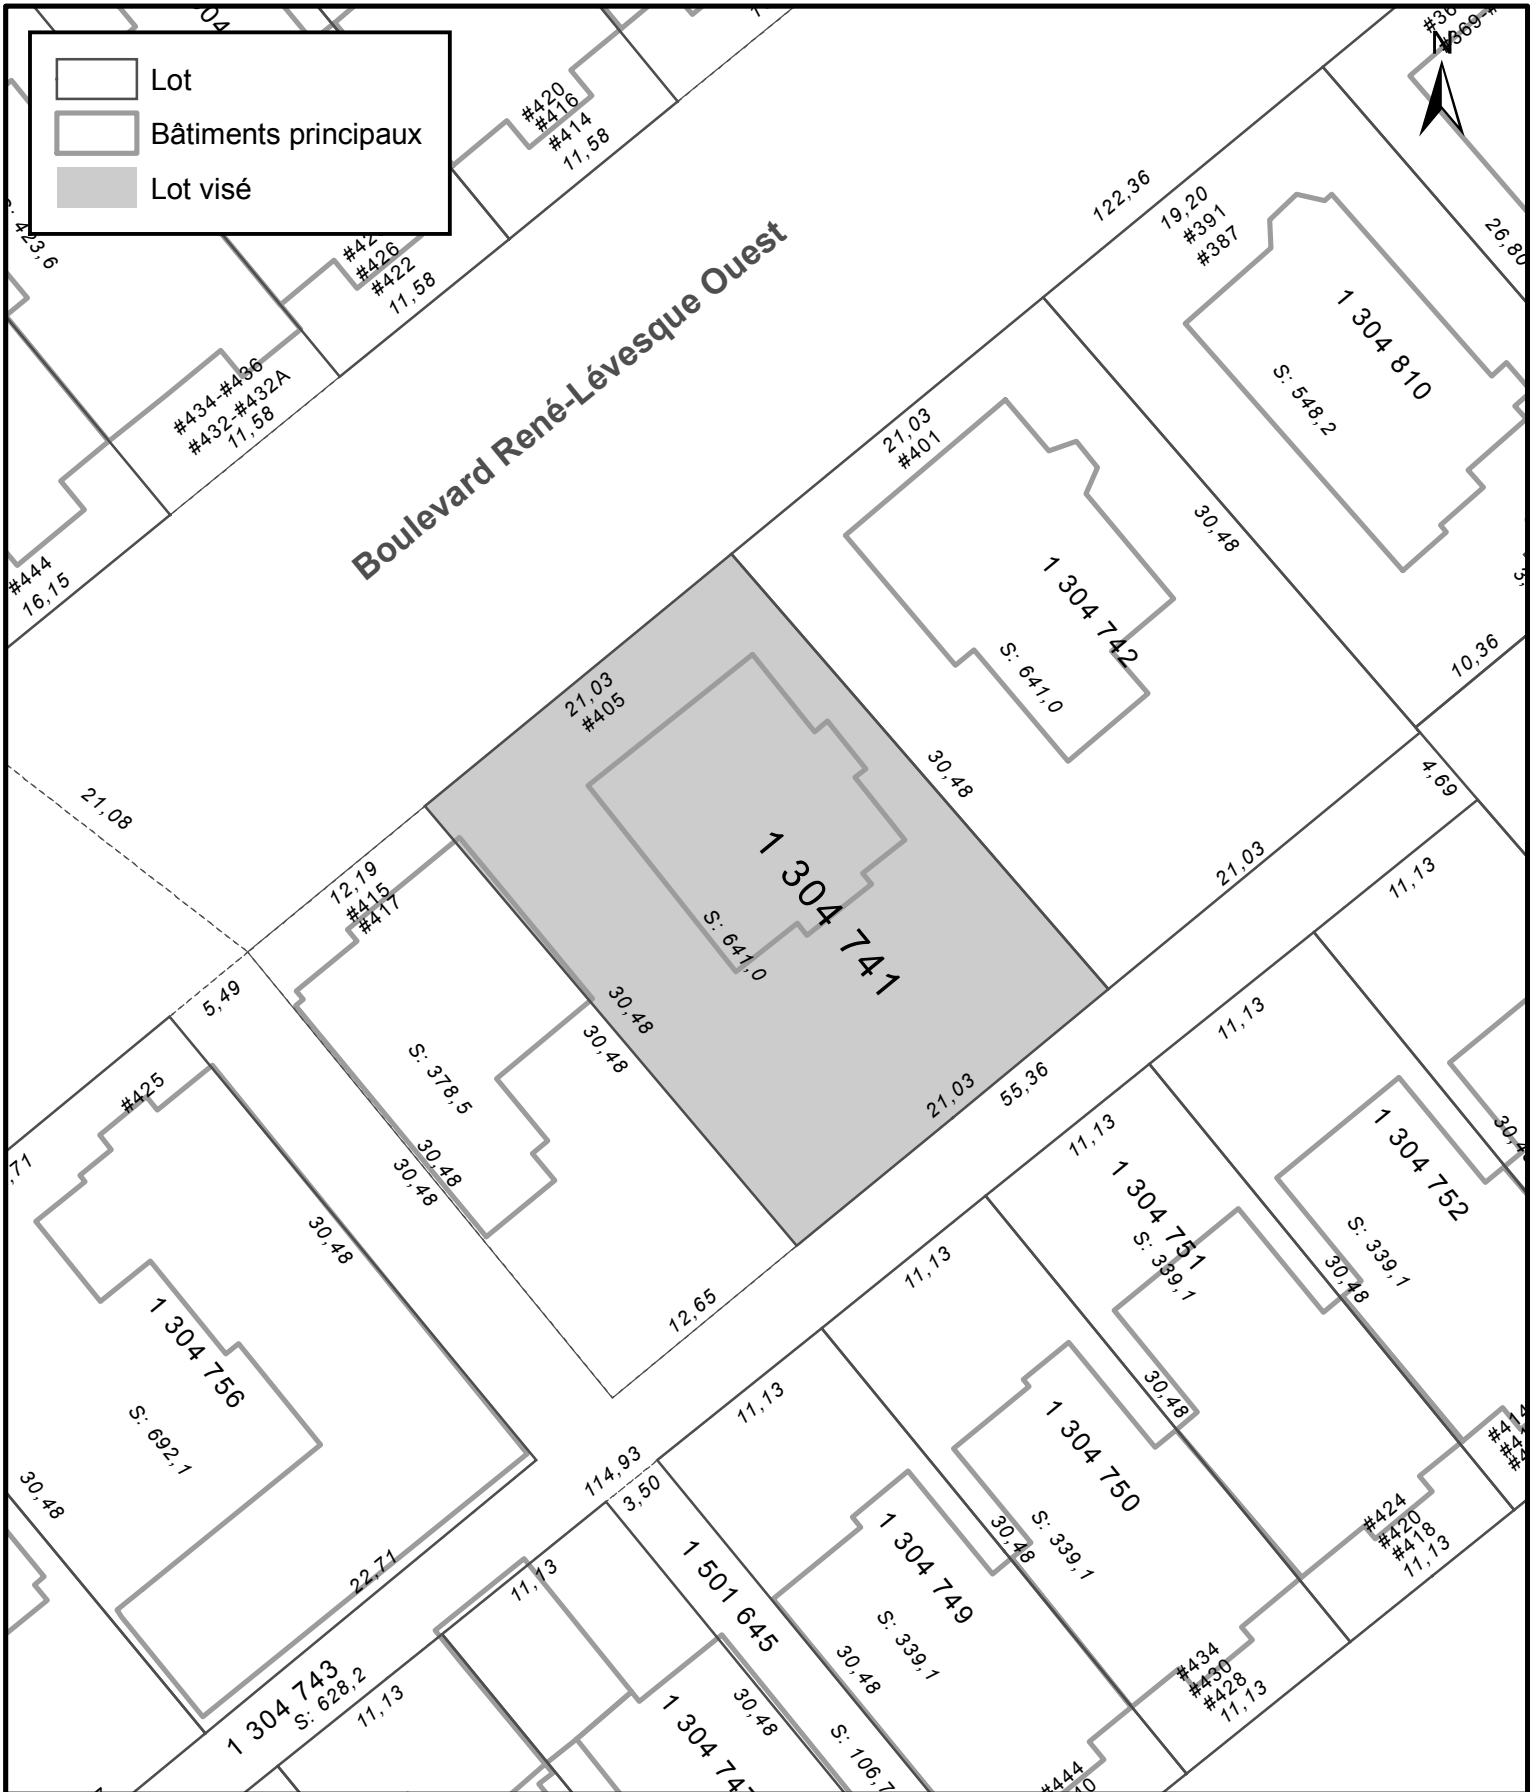 Lot
Bâtiments principaux
Lot visé
N
#420
#416
#414
11,58
#426
#422
11,58
#434-#436
#432-#432A
11,58
#444
16,15
Boulevard René-Lévesque Ouest
122,36
19,20
#391
#387
26,80
1 304 810
S: 548,2
21,03
#401
30,48
1 304 742
S: 641,0
10,36
4,69
21,03
#405
30,48
1 304 741
S: 641,0
21,08
12,19
#415
#417
5,49
30,48
30,48
S: 378,5
30,48
30,48
21,03
55,36
21,03
11,13
11,13
11,13
11,13
11,13
12,65
#425
30,48
1 304 756
S: 692,1
30,48
22,71
1 304 752
S: 339,1
30,48
1 304 751
S: 339,1
30,48
1 304 750
S: 339,1
30,48
1 304 749
S: 339,1
30,48
114,93
3,50
1 501 645
11,13
1 304 743
S: 628,2
11,13
30,48
#424
#420
#418
11,13
#434
#430
#428
11,13
#444